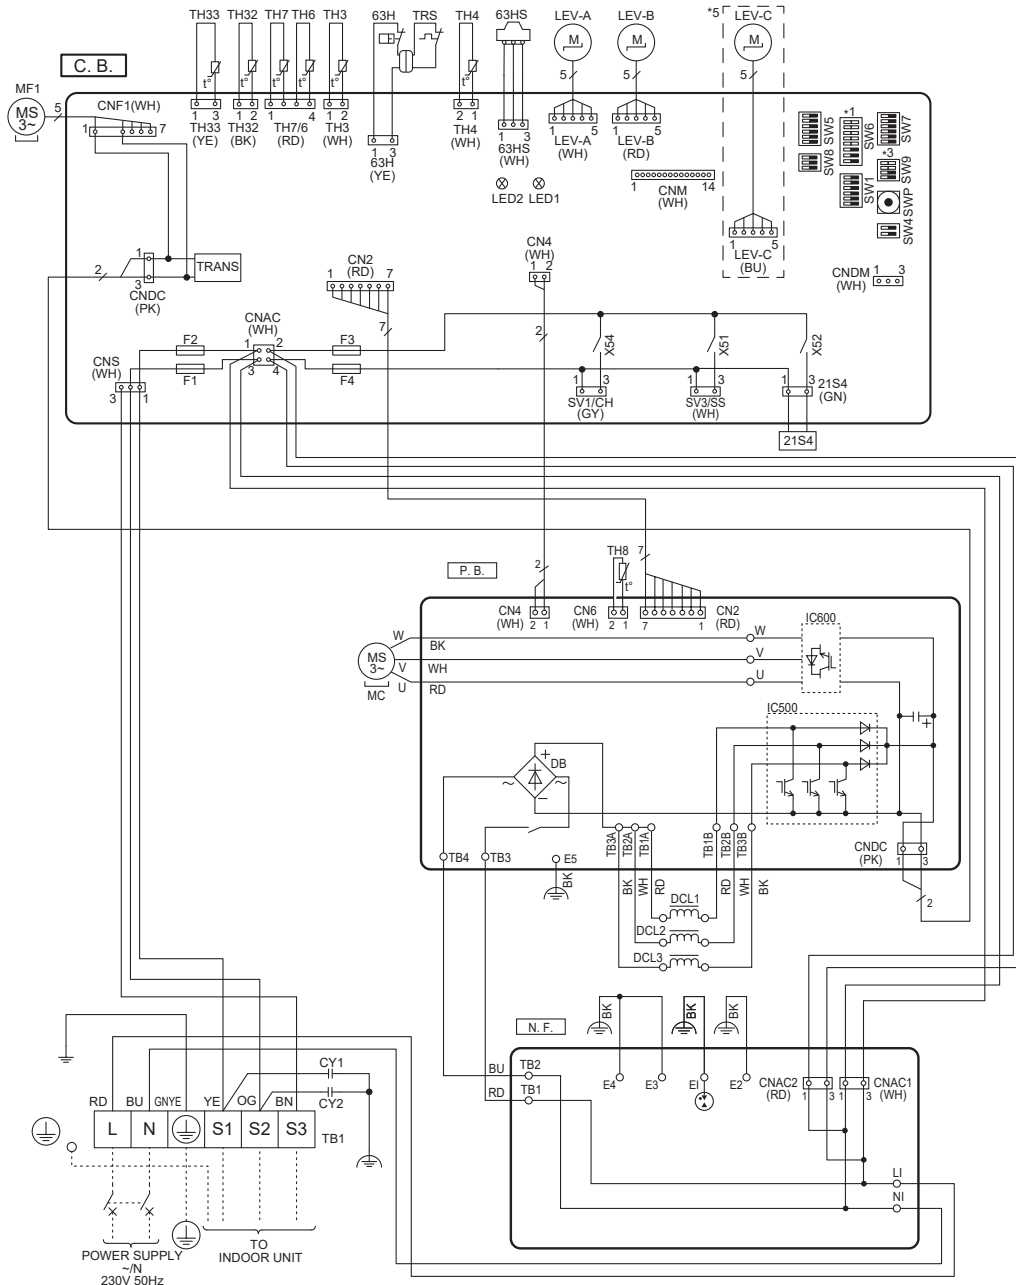 TH33 TH32 TH7 TH6 TH3 63H TRS TH4 63HS LEV-A LEV-B *5 LEV-C
C. B.
M M M
MF1
MS
3~
5
CNF1(WH)
1 7
t° t° t° t° t° t°
5 5 5
1 3
TH33
(YE)
1 2
TH32
(BK)
1 4
TH7/6
(RD)
1 2
TH3
(WH)
1 3
63H
(YE)
2 1
TH4
(WH)
1 3
63HS
(WH)
1 5
LEV-A
(WH)
1 5
LEV-B
(RD)
LED2 LED1
1 14
CNM
(WH)
1 5
LEV-C
(BU)
SW5
SW8
*1
SW6
SW1
SW7
*3
SW9
SWP
SW4
CNDM
(WH)
1 3
2
1
3
CNDC
(PK)
TRANS
CN2
(RD)
1 7
7
CN4
(WH)
1 2
2
CNAC
(WH)
1 2
3 4
F2 F3
F1 F4
CNS
(WH)
3 1
X54 X51 X52
1 3
SV1/CH
(GY)
1 3
SV3/SS
(WH)
1 3
21S4
(GN)
21S4
P. B.
2
TH8
t°
7
CN4
(WH)
2 1
CN6
(WH)
2 1
7 1
CN2
(RD)
MS
3~
MC
W BK W
V WH V
U RD U
IC600
IC500
+
DB
+
~ ~
−
TB4 TB3 E5
BK
TB3A TB2A TB1A TB1B TB2B TB3B
BK WH RD RD WH BK
DCL1
DCL2
DCL3
CNDC
(PK)
1 3
2
N. F.
BK BK BK
BU TB2
RD TB1
E4 E3 E1 E2
CNAC2
(RD)
1 3
1 3
CNAC1
(WH)
LI
NI
CY1
CY2
RD BU GNYE YE OG BN
L N S1 S2 S3
TB1
POWER SUPPLY
~/N
230V 50Hz
TO
INDOOR UNIT